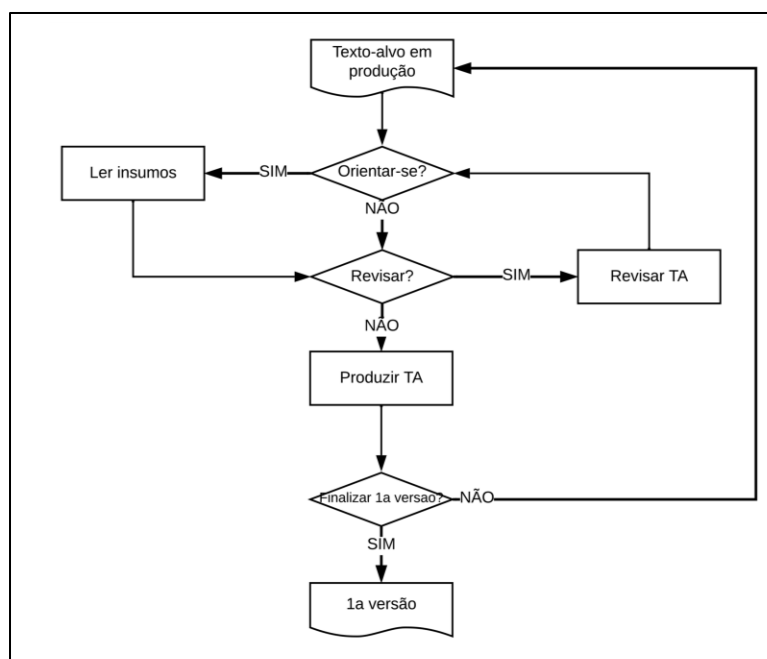 Texto-alvo em
produção
Ler insumos
SIM
Orientar-se?
NÃO
Revisar?
SIM
Revisar TA
NÃO
Produzir TA
Finalizar 1a versao?
NÃO
SIM
1a versão